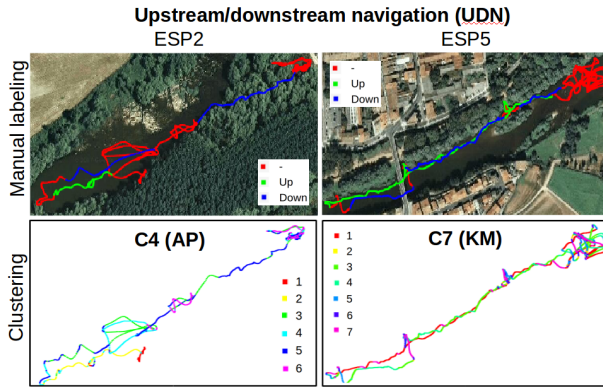 Upstream/downstream navigation (UDN)
ESP2
ESP5
Manual labeling
-
Up
Down
-
Up
Down
Clustering
C4 (AP)
1
2
3
4
5
6
C7 (KM)
1
2
3
4
5
6
7